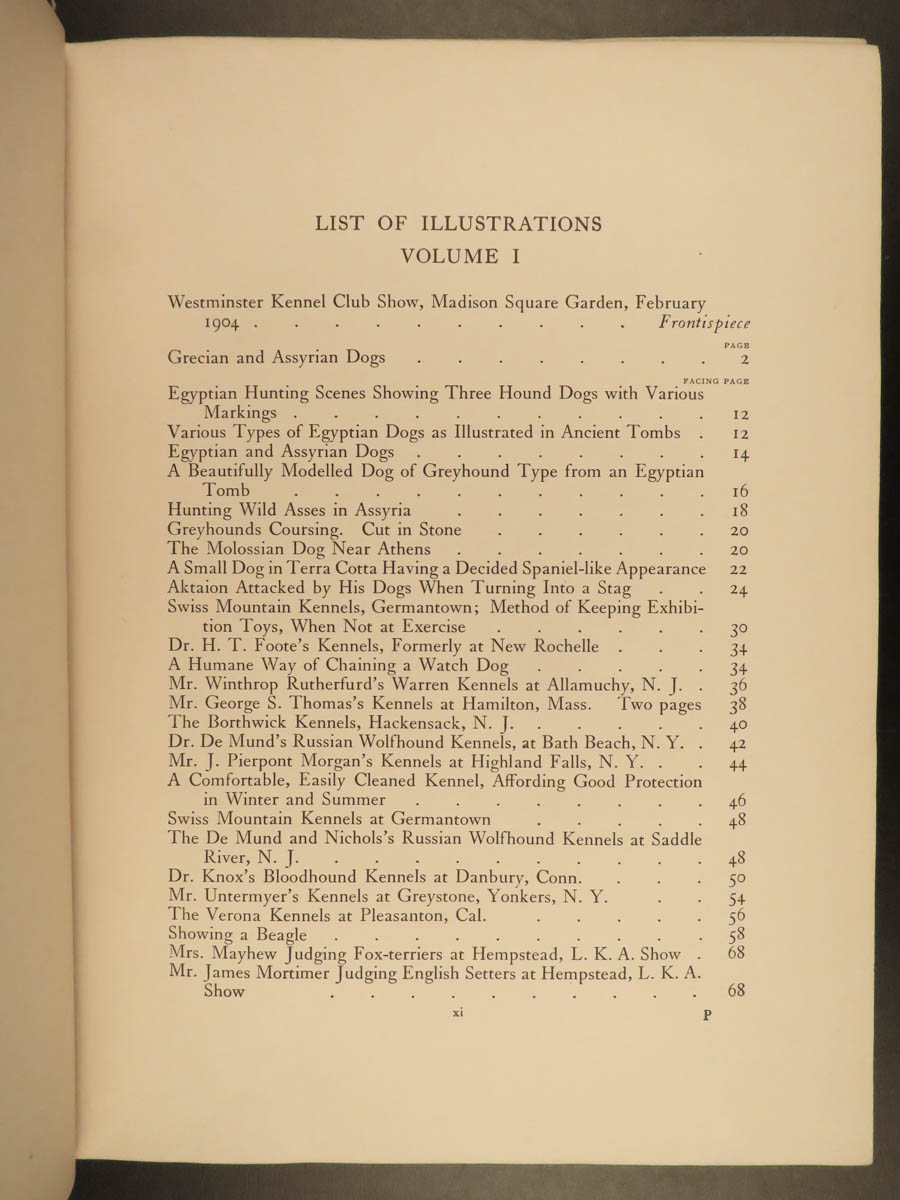 LIST OF ILLUSTRATIONS
VOLUME I
Westminster Kennel Club Show, Madison Square Garden, February
1904 . . . . . . . . . . Frontispiece
PAGE
Grecian and Assyrian Dogs . . . . . . . . 2
FACING PAGE
Egyptian Hunting Scenes Showing Three Hound Dogs with Various
Markings . . . . . . . . . . . 12
Various Types of Egyptian Dogs as Illustrated in Ancient Tombs . 12
Egyptian and Assyrian Dogs . . . . . . . . 14
A Beautifully Modelled Dog of Greyhound Type from an Egyptian
Tomb . . . . . . . . . . . 16
Hunting Wild Asses in Assyria . . . . . . . 18
Greyhounds Coursing. Cut in Stone . . . . . . 20
The Molossian Dog Near Athens . . . . . . . 20
A Small Dog in Terra Cotta Having a Decided Spaniel-like Appearance 22
Aktaion Attacked by His Dogs When Turning Into a Stag . . 24
Swiss Mountain Kennels, Germantown; Method of Keeping Exhibi-
tion Toys, When Not at Exercise . . . . . . 30
Dr. H. T. Foote's Kennels, Formerly at New Rochelle . . . 34
A Humane Way of Chaining a Watch Dog . . . . . 34
Mr. Winthrop Rutherfurd's Warren Kennels at Allamuchy, N. J. . 36
Mr. George S. Thomas's Kennels at Hamilton, Mass. Two pages 38
The Borthwick Kennels, Hackensack, N. J. . . . . . 40
Dr. De Mund's Russian Wolfhound Kennels, at Bath Beach, N. Y. . 42
Mr. J. Pierpont Morgan's Kennels at Highland Falls, N. Y. . . 44
A Comfortable, Easily Cleaned Kennel, Affording Good Protection
in Winter and Summer . . . . . . . . 46
Swiss Mountain Kennels at Germantown . . . . . 48
The De Mund and Nichols's Russian Wolfhound Kennels at Saddle
River, N. J. . . . . . . . . . . 48
Dr. Knox's Bloodhound Kennels at Danbury, Conn. . . . 50
Mr. Untermyer's Kennels at Greystone, Yonkers, N. Y. . . 54
The Verona Kennels at Pleasanton, Cal. . . . . . 56
Showing a Beagle . . . . . . . . . . 58
Mrs. Mayhew Judging Fox-terriers at Hempstead, L. K. A. Show . 68
Mr. James Mortimer Judging English Setters at Hempstead, L. K. A.
Show . . . . . . . . . . 68
xi P